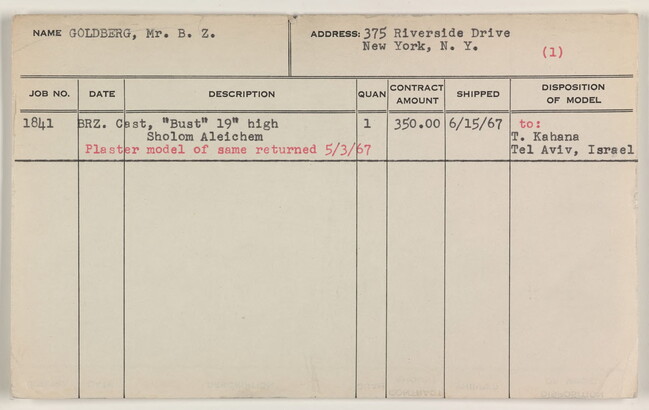 NAME GOLDBERG, Mr. B. Z.
ADDRESS: 375 Riverside Drive
New York, N. Y.
(1)
JOB NO. DATE DESCRIPTION QUAN CONTRACT AMOUNT SHIPPED DISPOSITION OF MODEL
1841 BRZ. Cast, "Bust" 19" high 1 350.00 6/15/67 to:
Sholom Aleichem T. Kahana
Plaster model of same returned 5/3/67 Tel Aviv, Israel